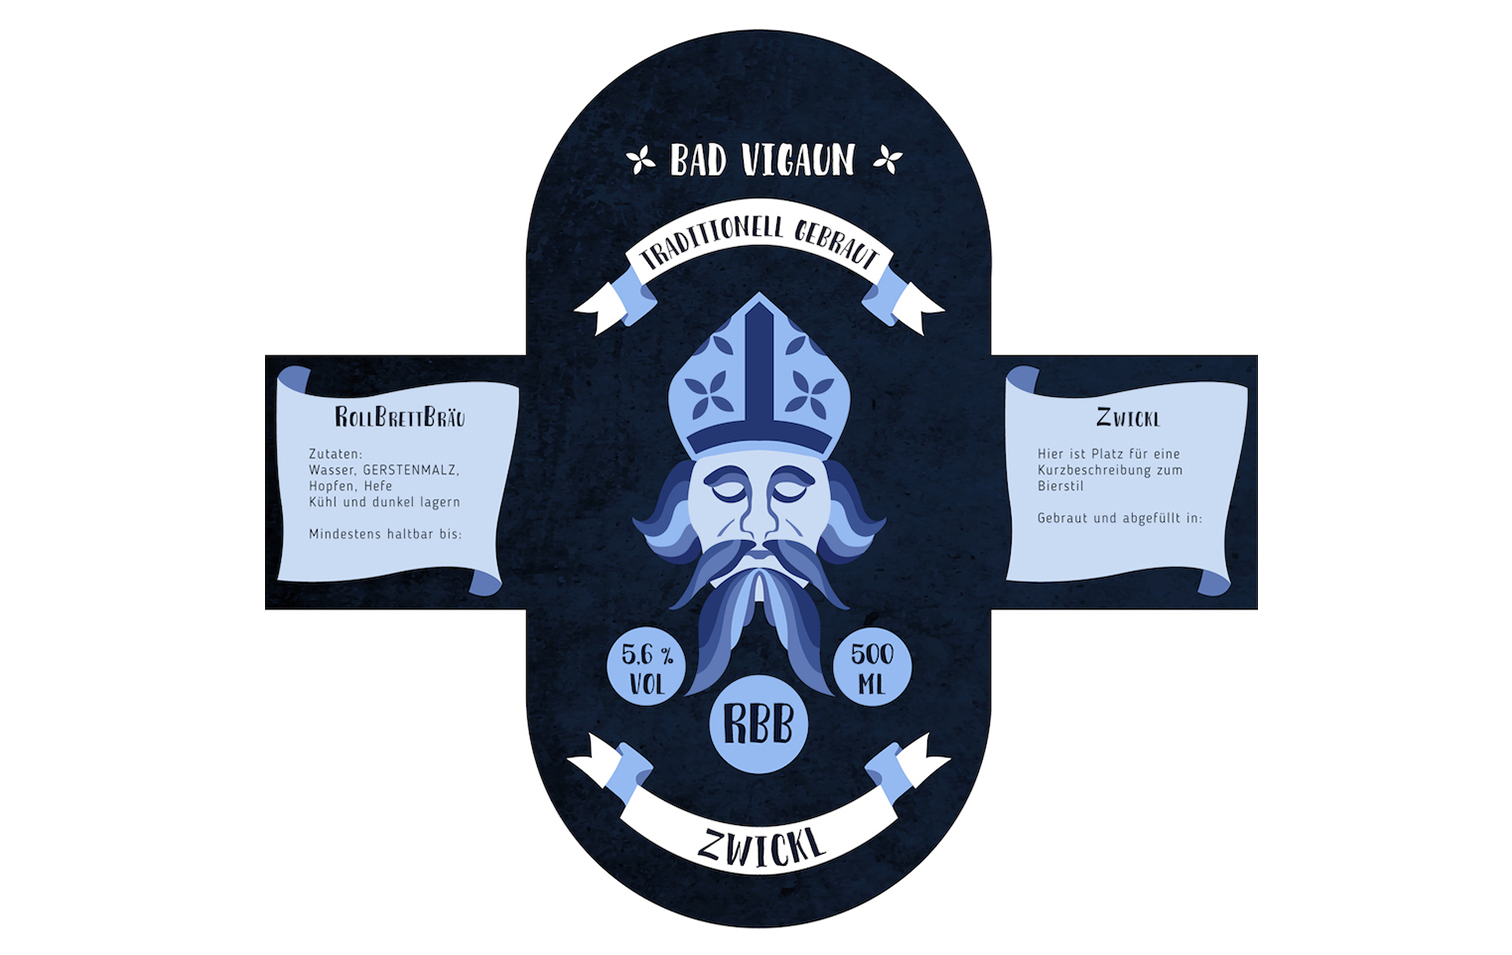 BAD VIGAUN
TRADITIONELL GEBRAUT
RollBrettBräu
Zutaten:
Wasser, GERSTENMALZ,
Hopfen, Hefe
Kühl und dunkel lagern
Mindestens haltbar bis:
Zwickl
Hier ist Platz für eine
Kurzbeschreibung zum
Bierstil
Gebraut und abgefüllt in:
5.6 %
VOL
500
ML
RBB
ZWICKL